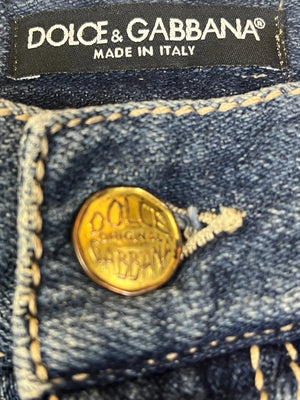 DOLCE & GABBANA®
MADE IN ITALY
DOLCE
ORIGINAL
GABBANA